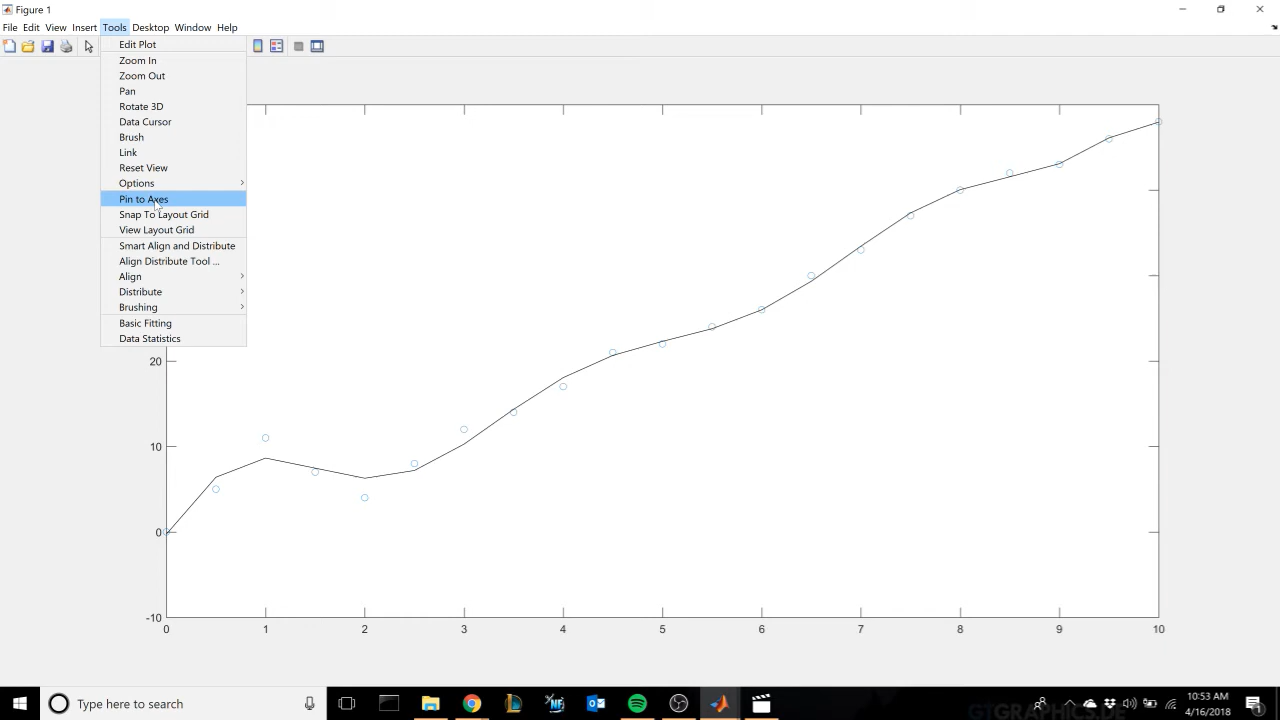 Figure 1
File Edit View Insert Tools Desktop Window Help
Edit Plot
Zoom In
Zoom Out
Pan
Rotate 3D
Data Cursor
Brush
Link
Reset View
Options
Pin to Axes
Snap To Layout Grid
View Layout Grid
Smart Align and Distribute
Align Distribute Tool ...
Align
Distribute
Brushing
Basic Fitting
Data Statistics
20
10
0
-10
0 1 2 3 4 5 6 7 8 9 10
Type here to search
10:53 AM
4/16/2018
GTGRAPHICS.DE